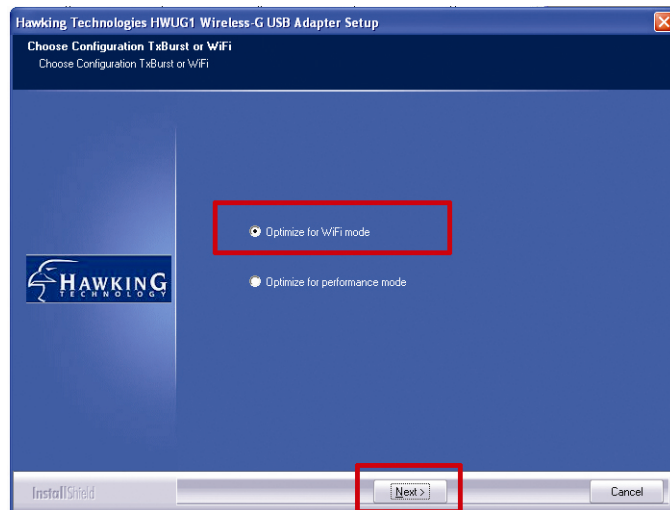 Hawking Technologies HWUG1 Wireless-G USB Adapter Setup
Choose Configuration TxBurst or WiFi
Choose Configuration TxBurst or WiFi
Optimize for WiFi mode
HAWKING
TECHNOLOGY
Optimize for performance mode
InstallShield
Next >
Cancel